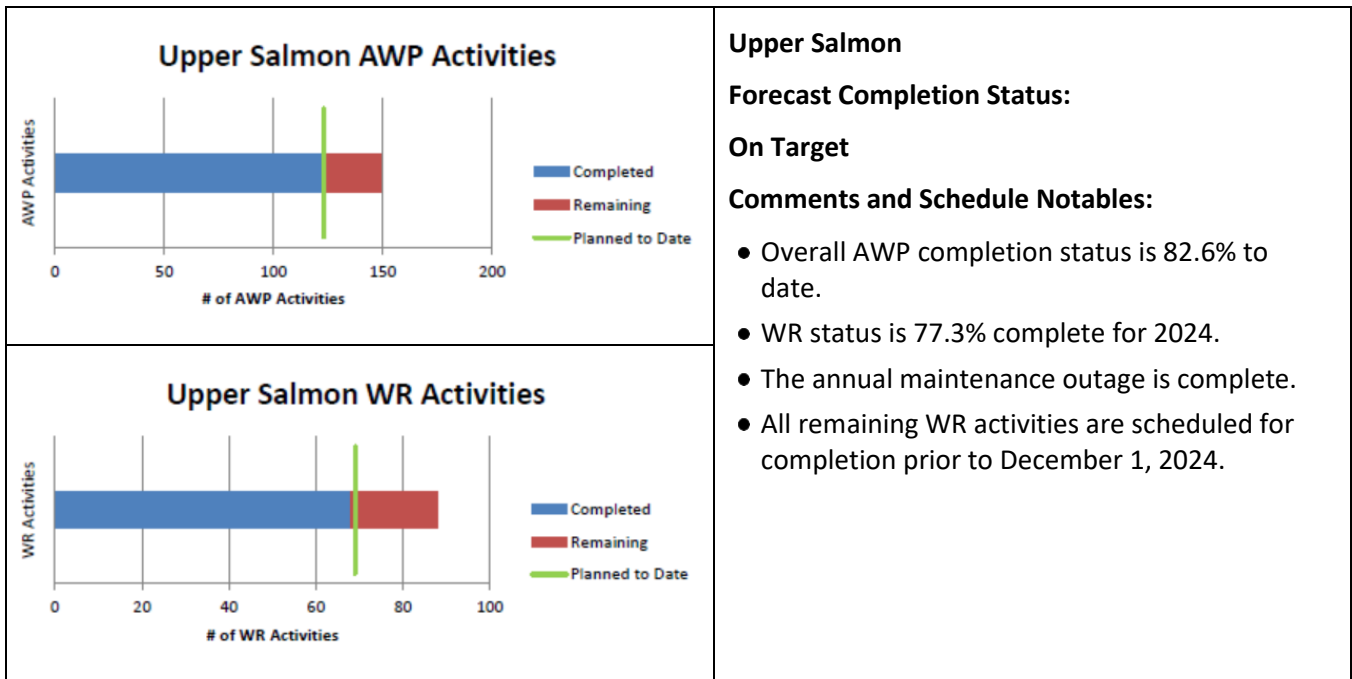 Upper Salmon AWP Activities
AWP Activities
Completed
Remaining
Planned to Date
0 50 100 150 200
# of AWP Activities
Upper Salmon WR Activities
WR Activities
Completed
Remaining
Planned to Date
0 20 40 60 80 100
# of WR Activities
Upper Salmon
Forecast Completion Status:
On Target
Comments and Schedule Notables:
• Overall AWP completion status is 82.6% to
date.
• WR status is 77.3% complete for 2024.
• The annual maintenance outage is complete.
• All remaining WR activities are scheduled for
completion prior to December 1, 2024.